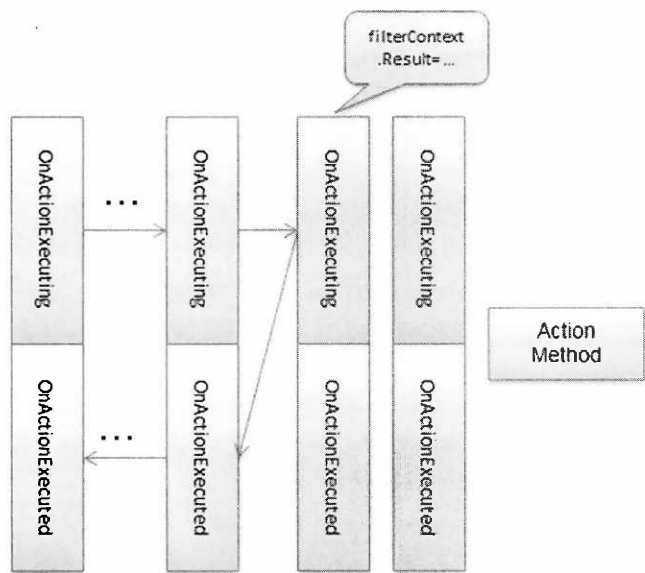 filterContext
.Result=...
OnActionExecuting
...
OnActionExecuting
OnActionExecuting
OnActionExecuting
Action
Method
OnActionExecuted
...
OnActionExecuted
OnActionExecuted
OnActionExecuted